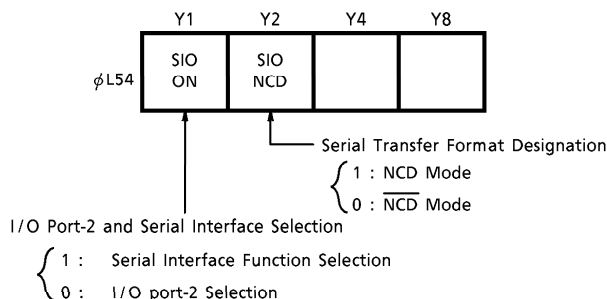 Y1 Y2 Y4 Y8
SIO SIO
ϕL54 ON NCD
Serial Transfer Format Designation
1 : NCD Mode
0 : N̅C̅D̅ Mode
I/O Port-2 and Serial Interface Selection
1 : Serial Interface Function Selection
0 : I/O port-2 Selection